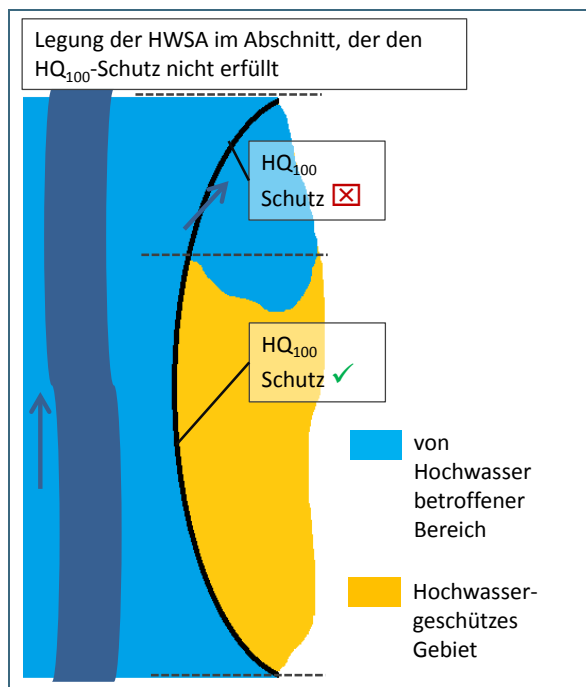 Legung der HWSA im Abschnitt, der den
HQ100-Schutz nicht erfüllt
HQ100
Schutz
HQ100
Schutz
von
Hochwasser
betroffener
Bereich
Hochwasser-
geschützes
Gebiet